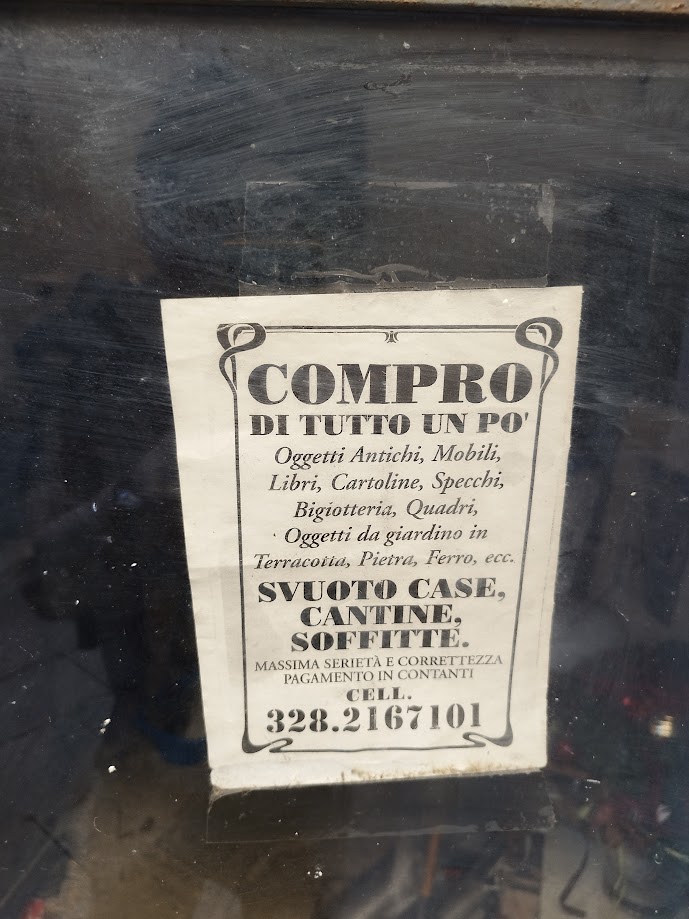 COMPRO
DI TUTTO UN PO'
Oggetti Antichi, Mobili,
Libri, Cartoline, Specchi,
Bigiotteria, Quadri,
Oggetti da giardino in
Terracotta, Pietra, Ferro, ecc.
SVUOTO CASE,
CANTINE,
SOFFITTE.
MASSIMA SERIETÀ E CORRETTEZZA
PAGAMENTO IN CONTANTI
CELL.
328.2167101